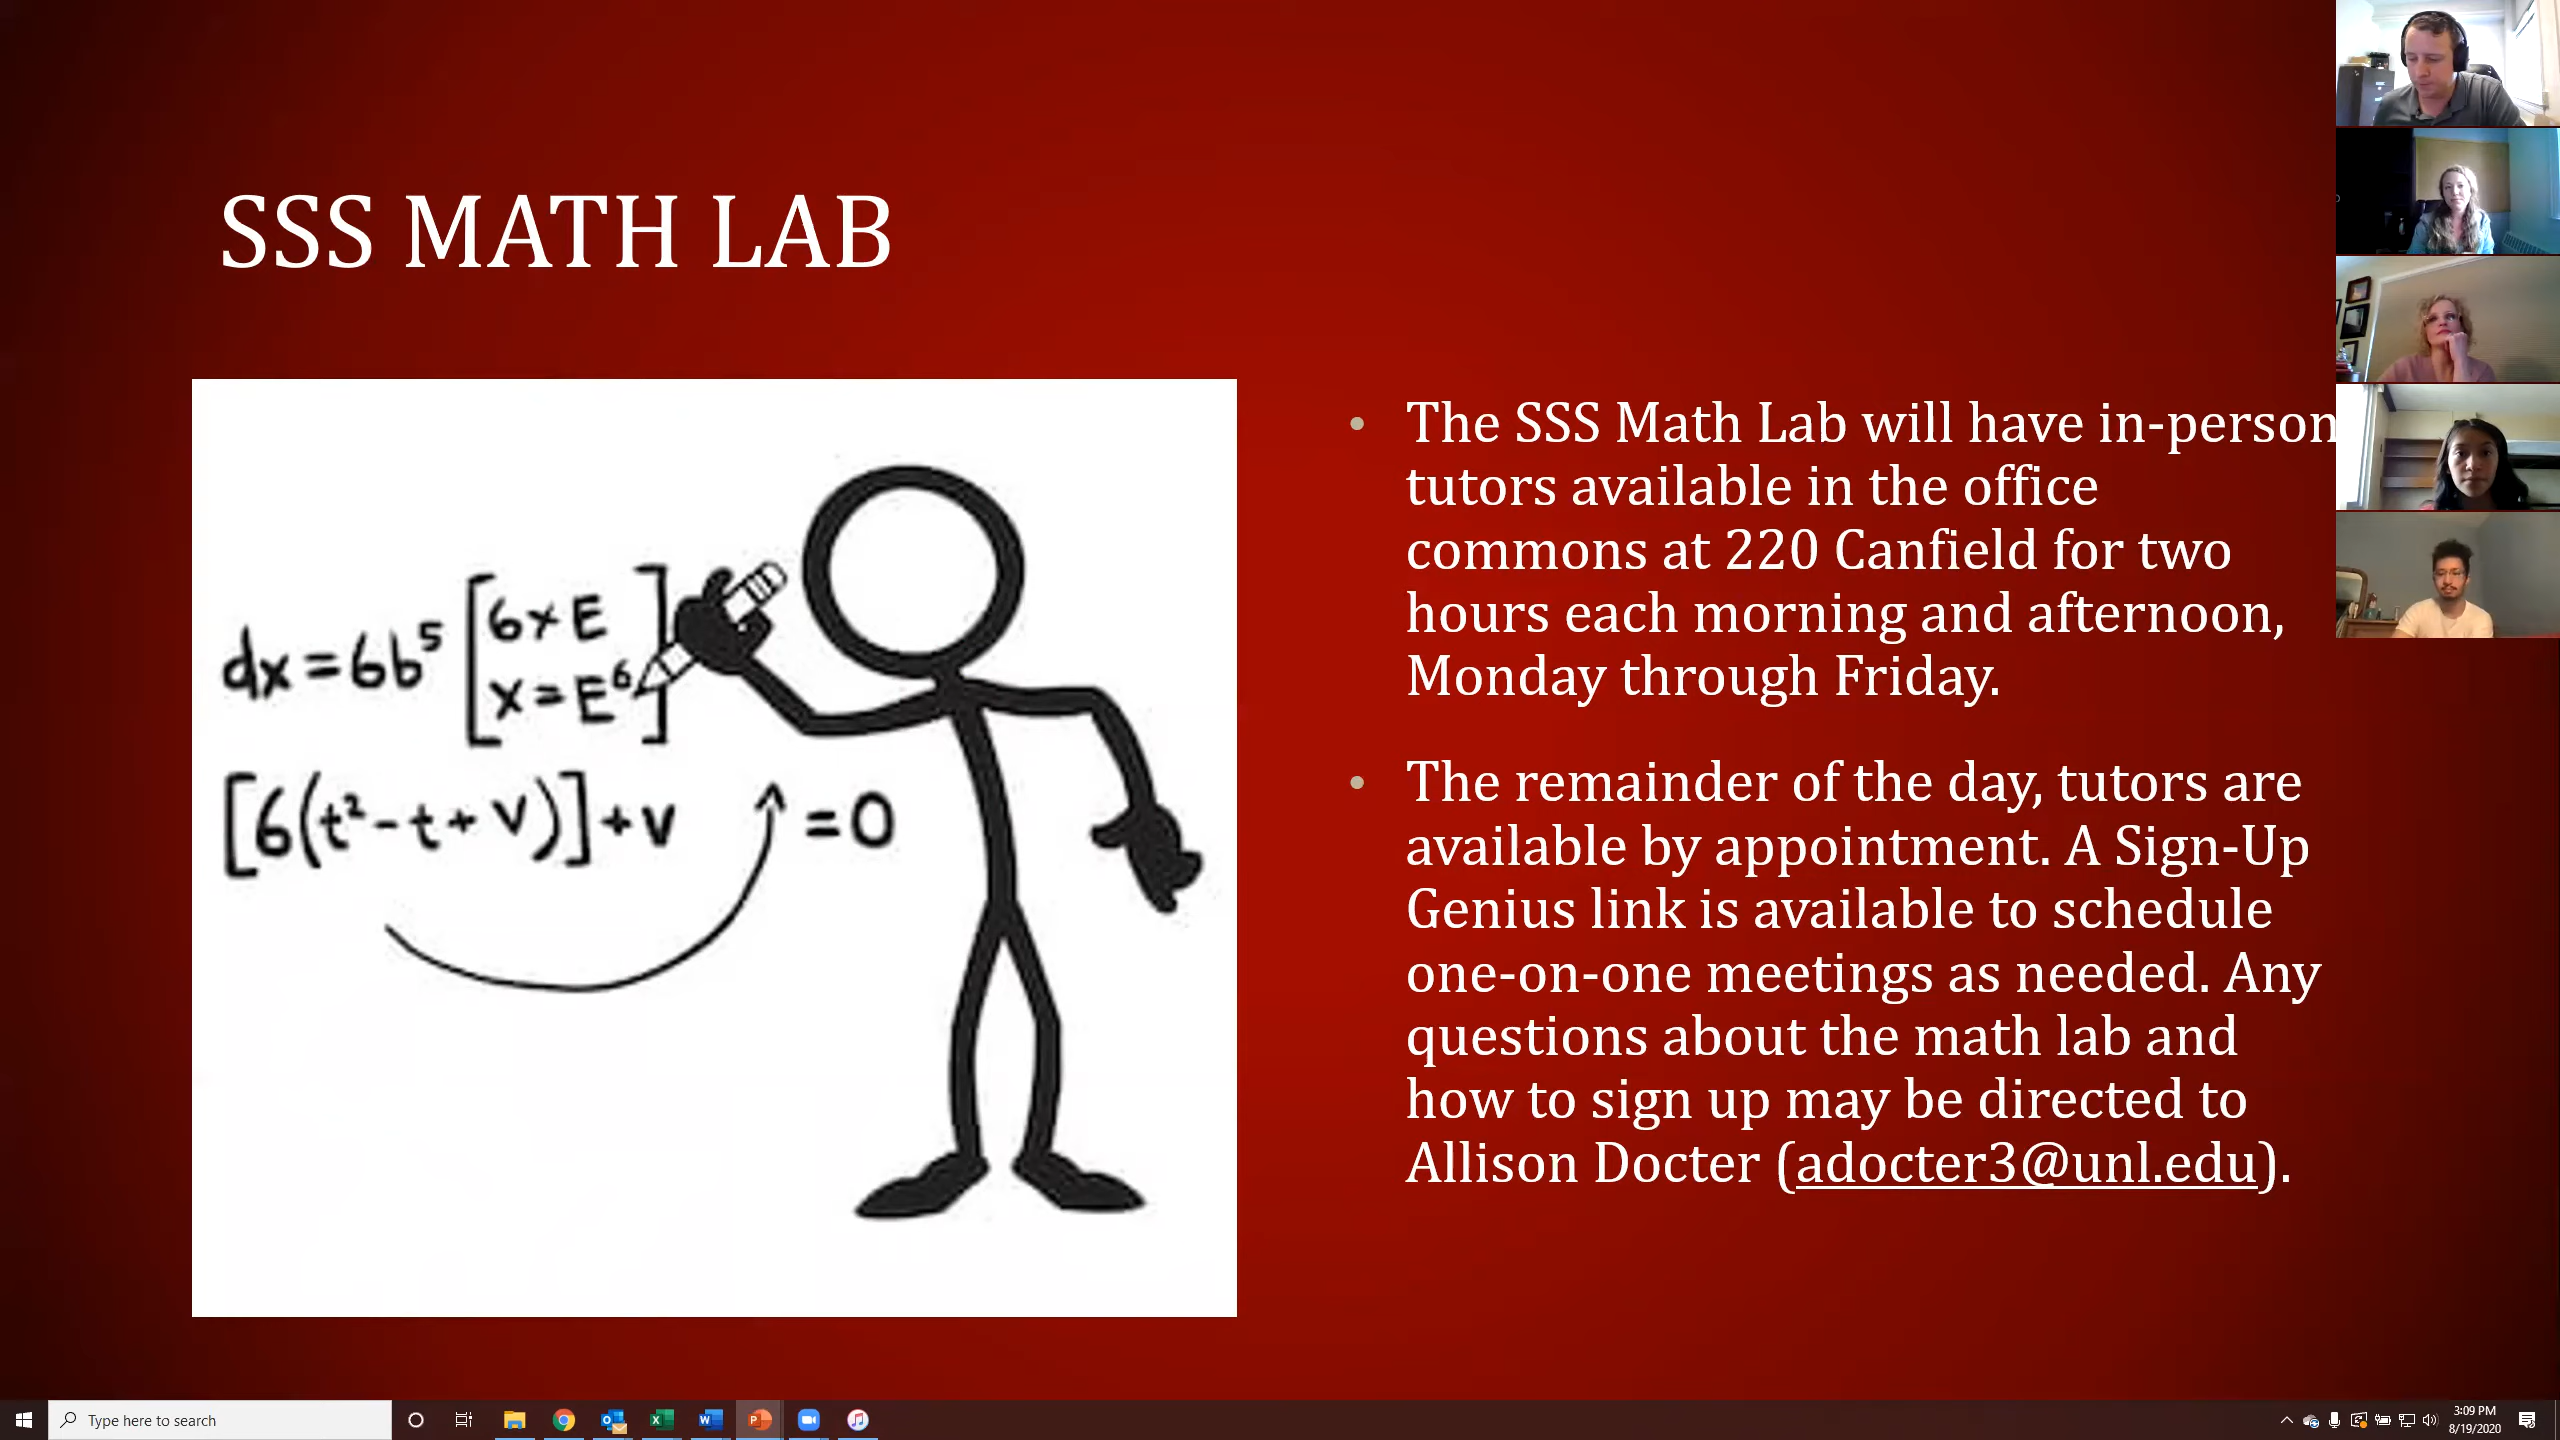 SSS MATH LAB
dx = 6b⁵ [6 x E
x = E⁶]
[6(t² - t + v)] + v = 0
• The SSS Math Lab will have in-person
tutors available in the office
commons at 220 Canfield for two
hours each morning and afternoon,
Monday through Friday.
• The remainder of the day, tutors are
available by appointment. A Sign-Up
Genius link is available to schedule
one-on-one meetings as needed. Any
questions about the math lab and
how to sign up may be directed to
Allison Docter (adocter3@unl.edu).
Type here to search
3:09 PM
8/19/2020